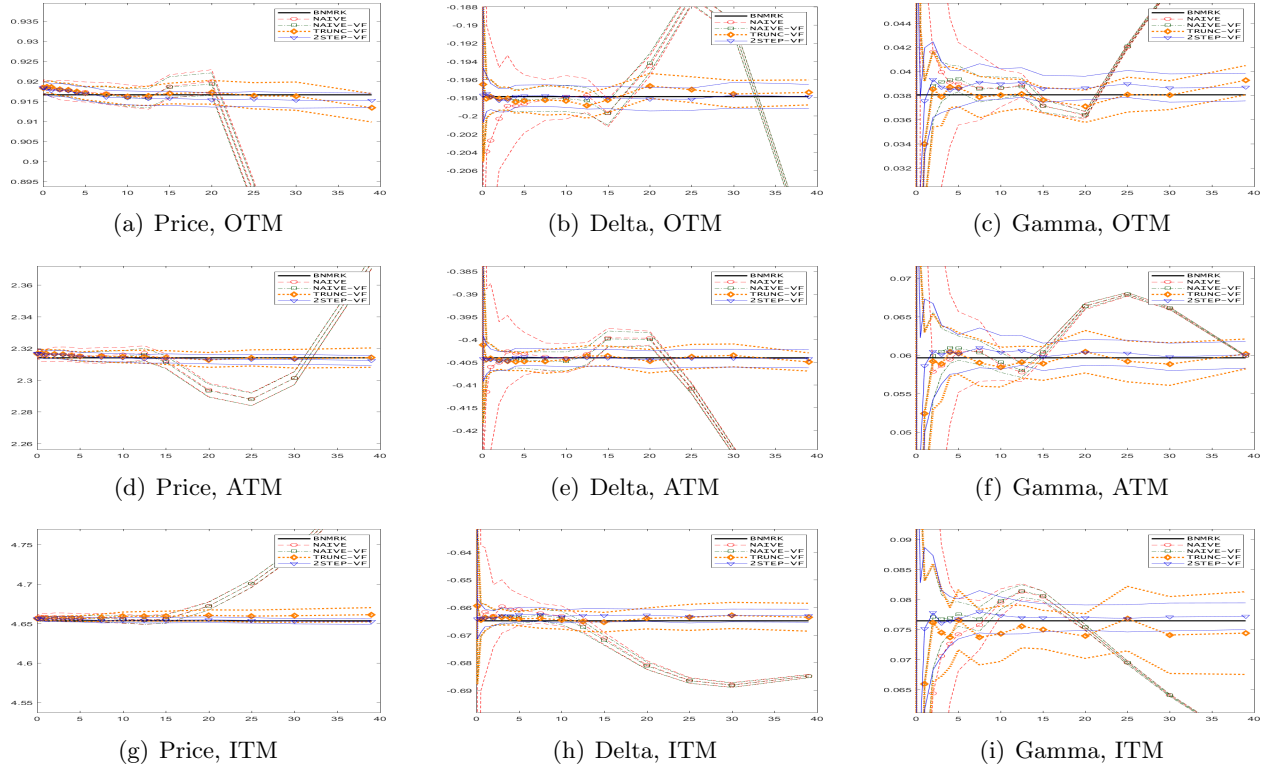 0.935
0.93
0.925
0.92
0.915
0.91
0.905
0.9
0.895
0 5 10 15 20 25 30 35 40
BNMRK
NAIVE
NAIVE-VF
TRUNC-VF
2STEP-VF
(a) Price, OTM
-0.188
-0.19
-0.192
-0.194
-0.196
-0.198
-0.2
-0.202
-0.204
-0.206
0 5 10 15 20 25 30 35 40
BNMRK
NAIVE
NAIVE-VF
TRUNC-VF
2STEP-VF
(b) Delta, OTM
0.044
0.042
0.04
0.038
0.036
0.034
0.032
0 5 10 15 20 25 30 35 40
BNMRK
NAIVE
NAIVE-VF
TRUNC-VF
2STEP-VF
(c) Gamma, OTM
2.36
2.34
2.32
2.3
2.28
2.26
0 5 10 15 20 25 30 35 40
BNMRK
NAIVE
NAIVE-VF
TRUNC-VF
2STEP-VF
(d) Price, ATM
-0.385
-0.39
-0.395
-0.4
-0.405
-0.41
-0.415
-0.42
0 5 10 15 20 25 30 35 40
BNMRK
NAIVE
NAIVE-VF
TRUNC-VF
2STEP-VF
(e) Delta, ATM
0.07
0.065
0.06
0.055
0.05
0 5 10 15 20 25 30 35 40
BNMRK
NAIVE
NAIVE-VF
TRUNC-VF
2STEP-VF
(f) Gamma, ATM
4.75
4.7
4.65
4.6
4.55
0 5 10 15 20 25 30 35 40
BNMRK
NAIVE
NAIVE-VF
TRUNC-VF
2STEP-VF
(g) Price, ITM
-0.64
-0.65
-0.66
-0.67
-0.68
-0.69
0 5 10 15 20 25 30 35 40
BNMRK
NAIVE
NAIVE-VF
TRUNC-VF
2STEP-VF
(h) Delta, ITM
0.09
0.085
0.08
0.075
0.07
0.065
0 5 10 15 20 25 30 35 40
BNMRK
NAIVE
NAIVE-VF
TRUNC-VF
2STEP-VF
(i) Gamma, ITM